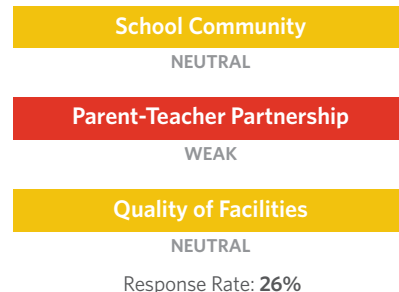 School Community
NEUTRAL
Parent-Teacher Partnership
WEAK
Quality of Facilities
NEUTRAL
Response Rate: 26%